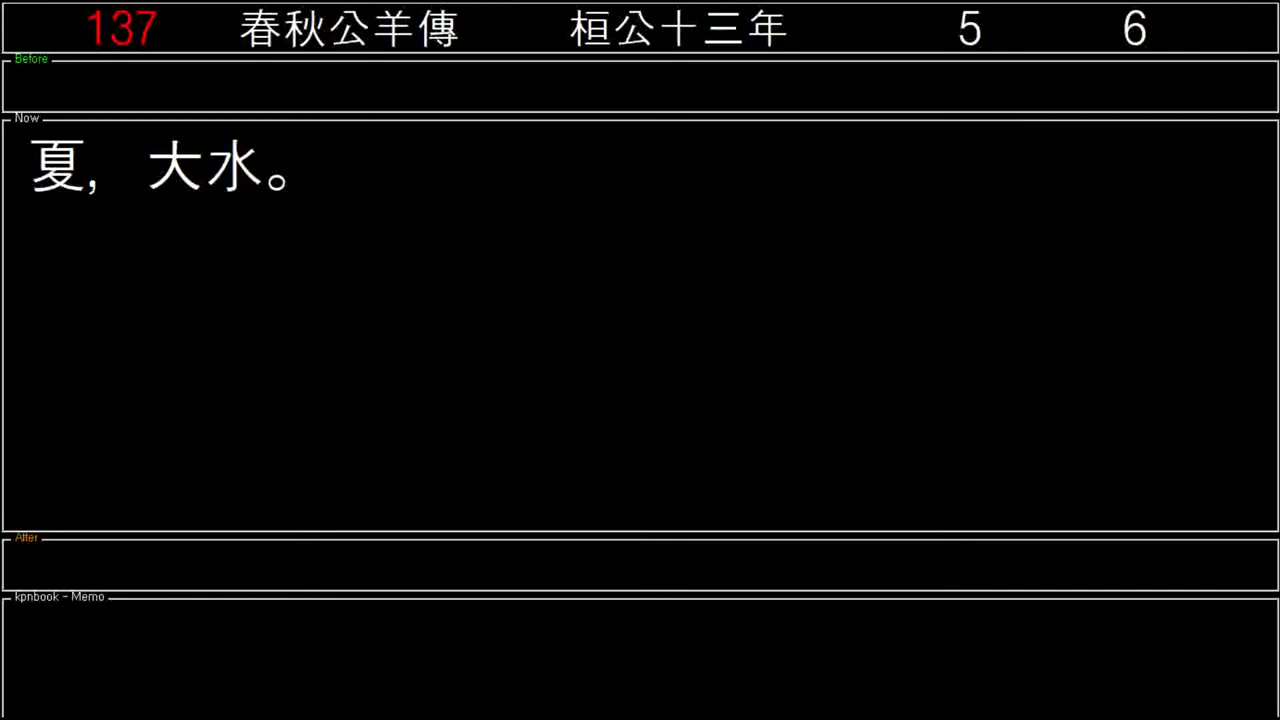 137 春秋公羊傳 桓公十三年 5 6
Before
Now
夏, 大水。
After
kpnbook - Memo